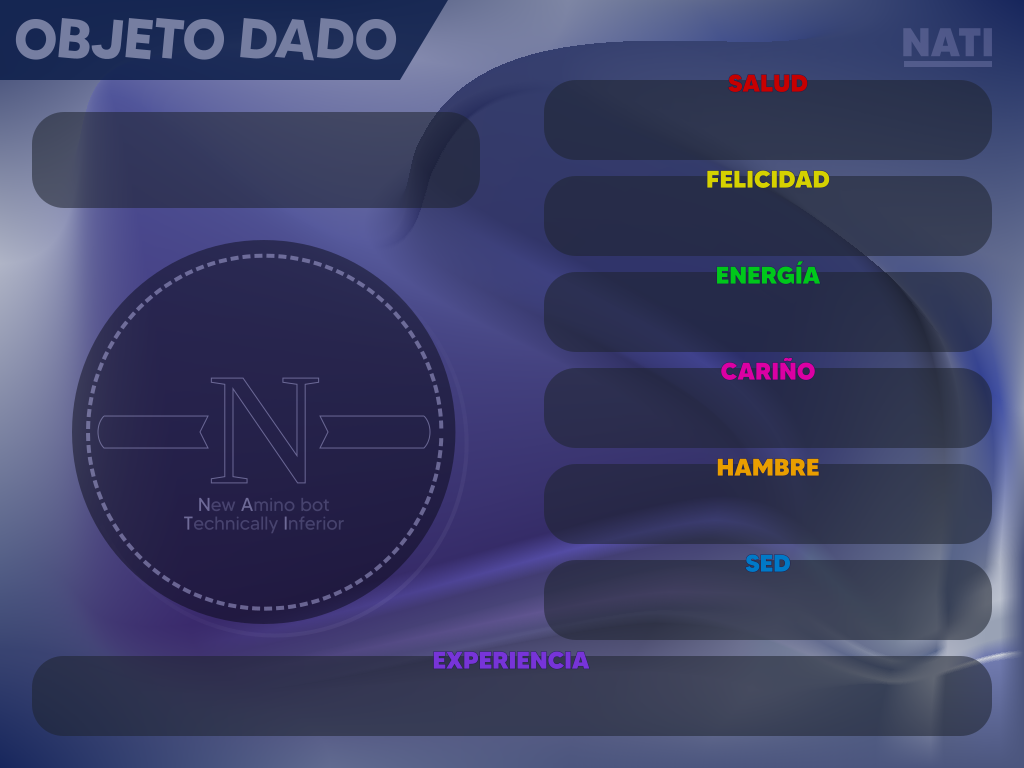 OBJETO DADO
NATI
SALUD
FELICIDAD
ENERGÍA
CARIÑO
HAMBRE
SED
N
New Amino bot
Technically Inferior
EXPERIENCIA